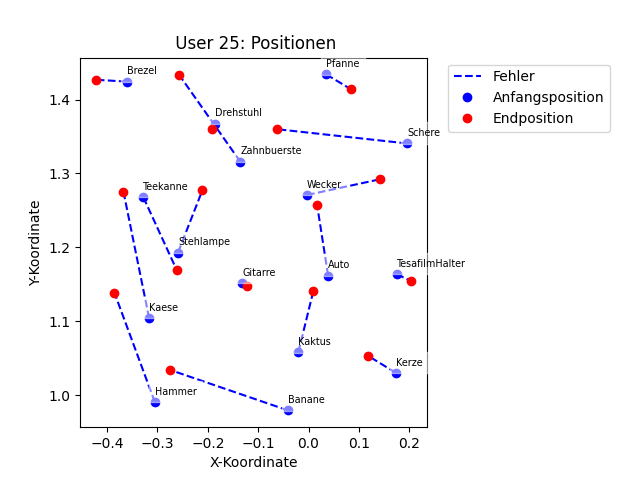 User 25: Positionen
Fehler
Anfangsposition
Endposition
Brezel
Pfanne
Drehstuhl
Schere
Zahnbuerste
Teekanne
Wecker
Stehlampe
Gitarre
Auto
TesafilmHalter
Kaese
Kaktus
Kerze
Hammer
Banane
Y-Koordinate
1.4
1.3
1.2
1.1
1.0
−0.4
−0.3
−0.2
−0.1
0.0
0.1
0.2
X-Koordinate